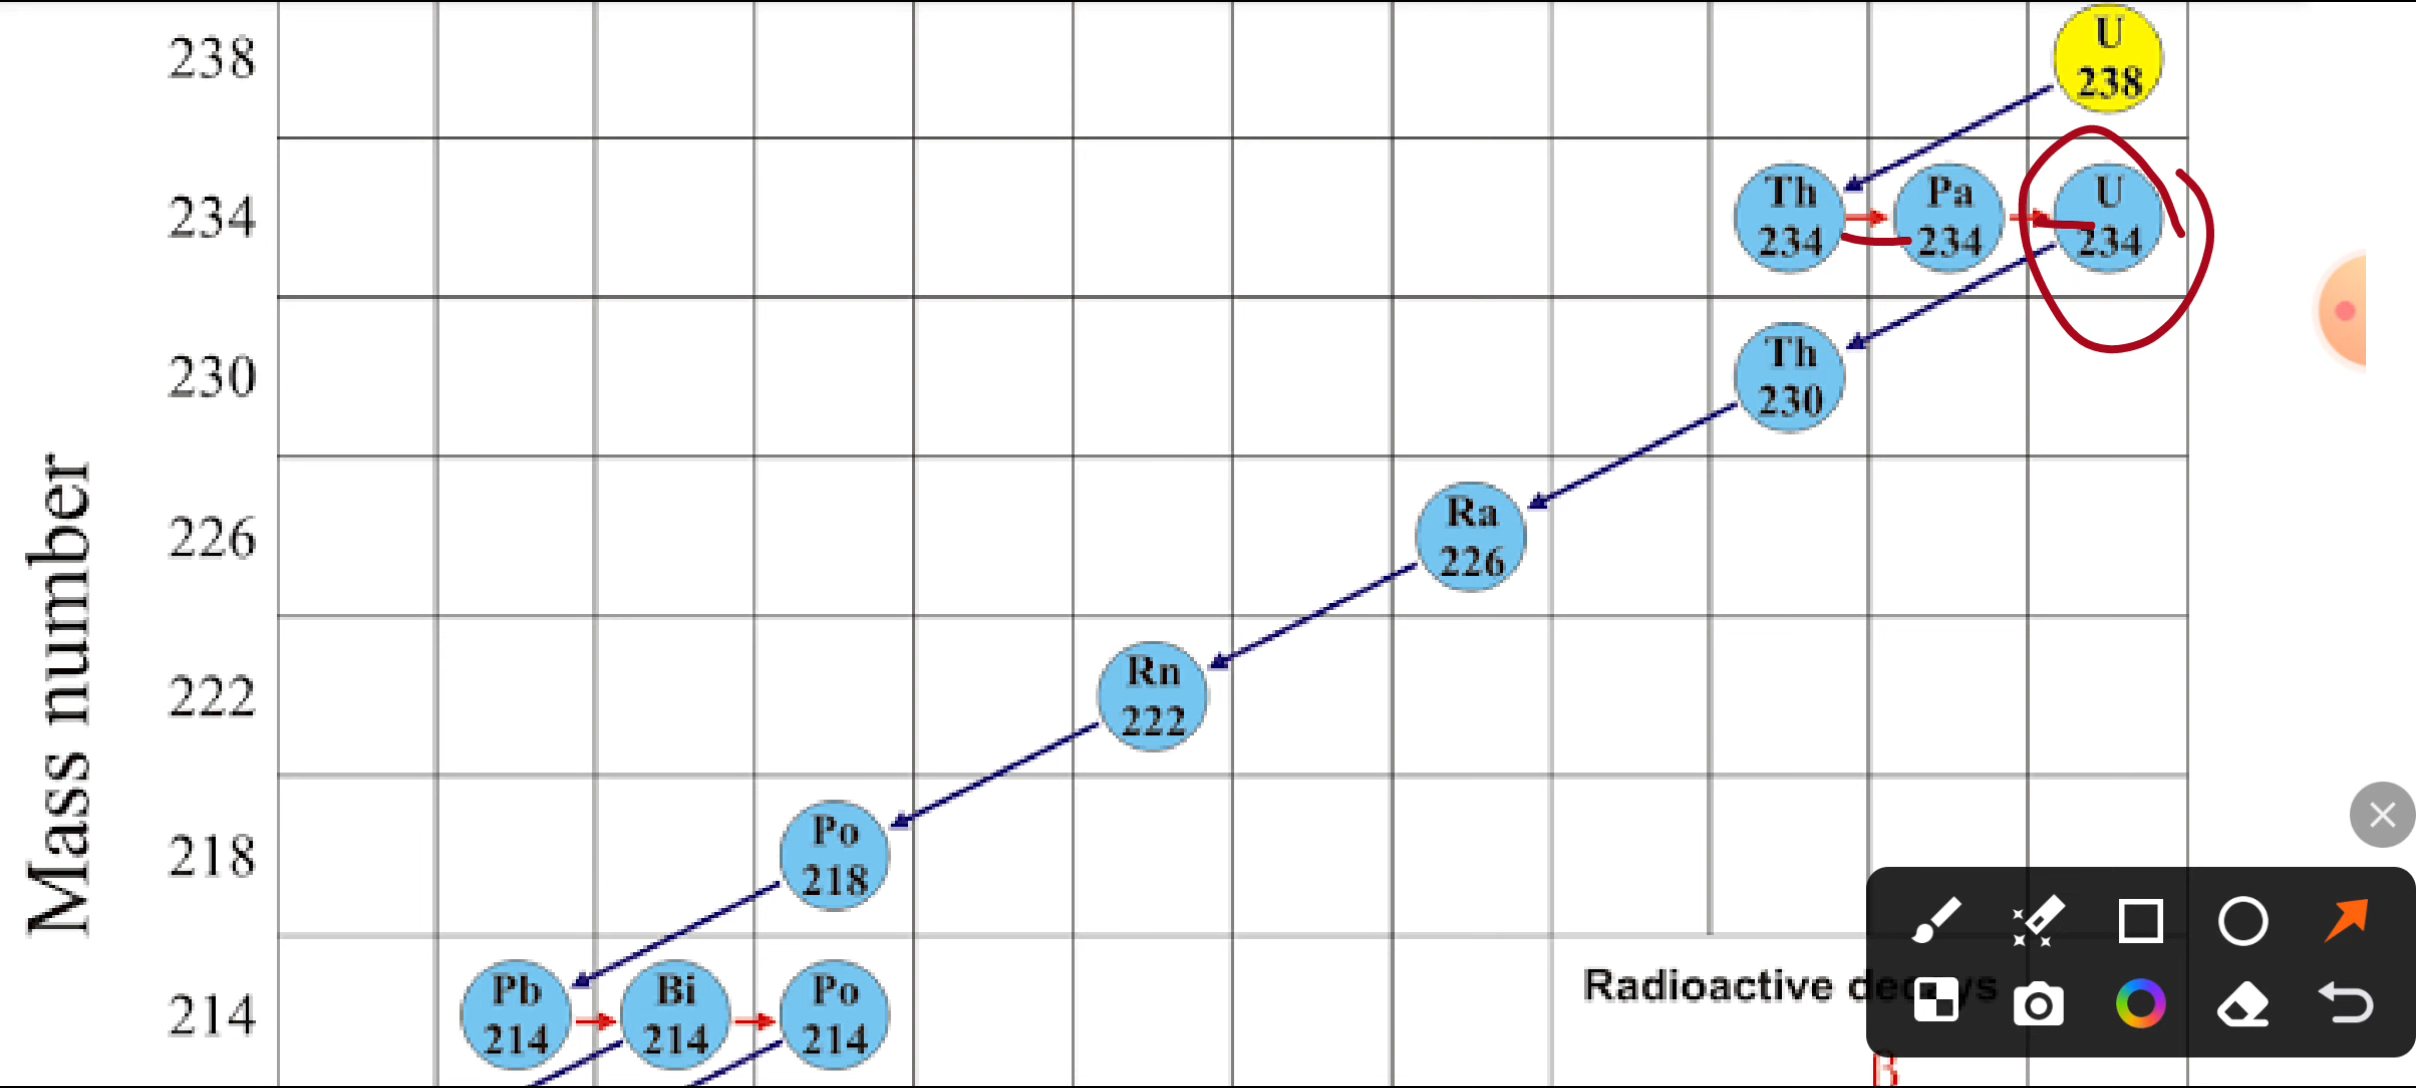 238
U
238
234
Th
234
Pa
234
U
234
230
Th
230
226
Ra
226
222
Rn
222
218
Po
218
214
Pb
214
Bi
214
Po
214
Mass number
Radioactive